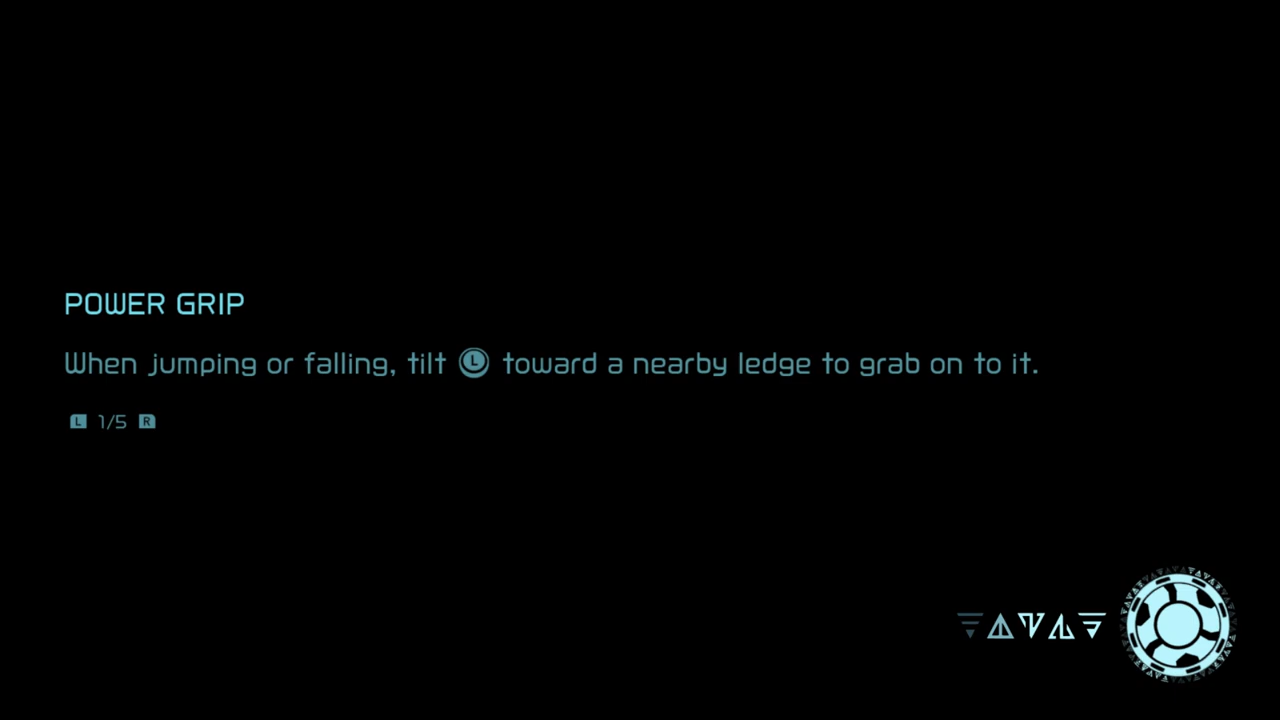 POWER GRIP
When jumping or falling, tilt L toward a nearby ledge to grab on to it.
L 1/5 R